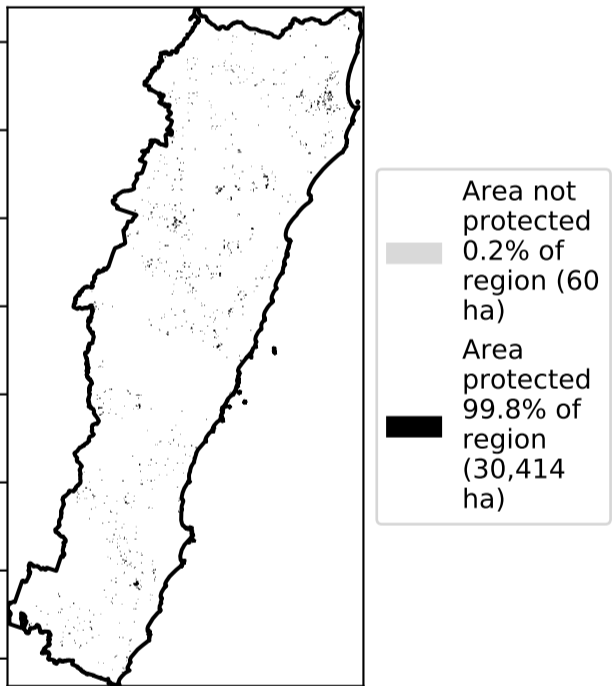 Area not
protected
0.2% of
region (60
ha)
Area
protected
99.8% of
region
(30,414
ha)